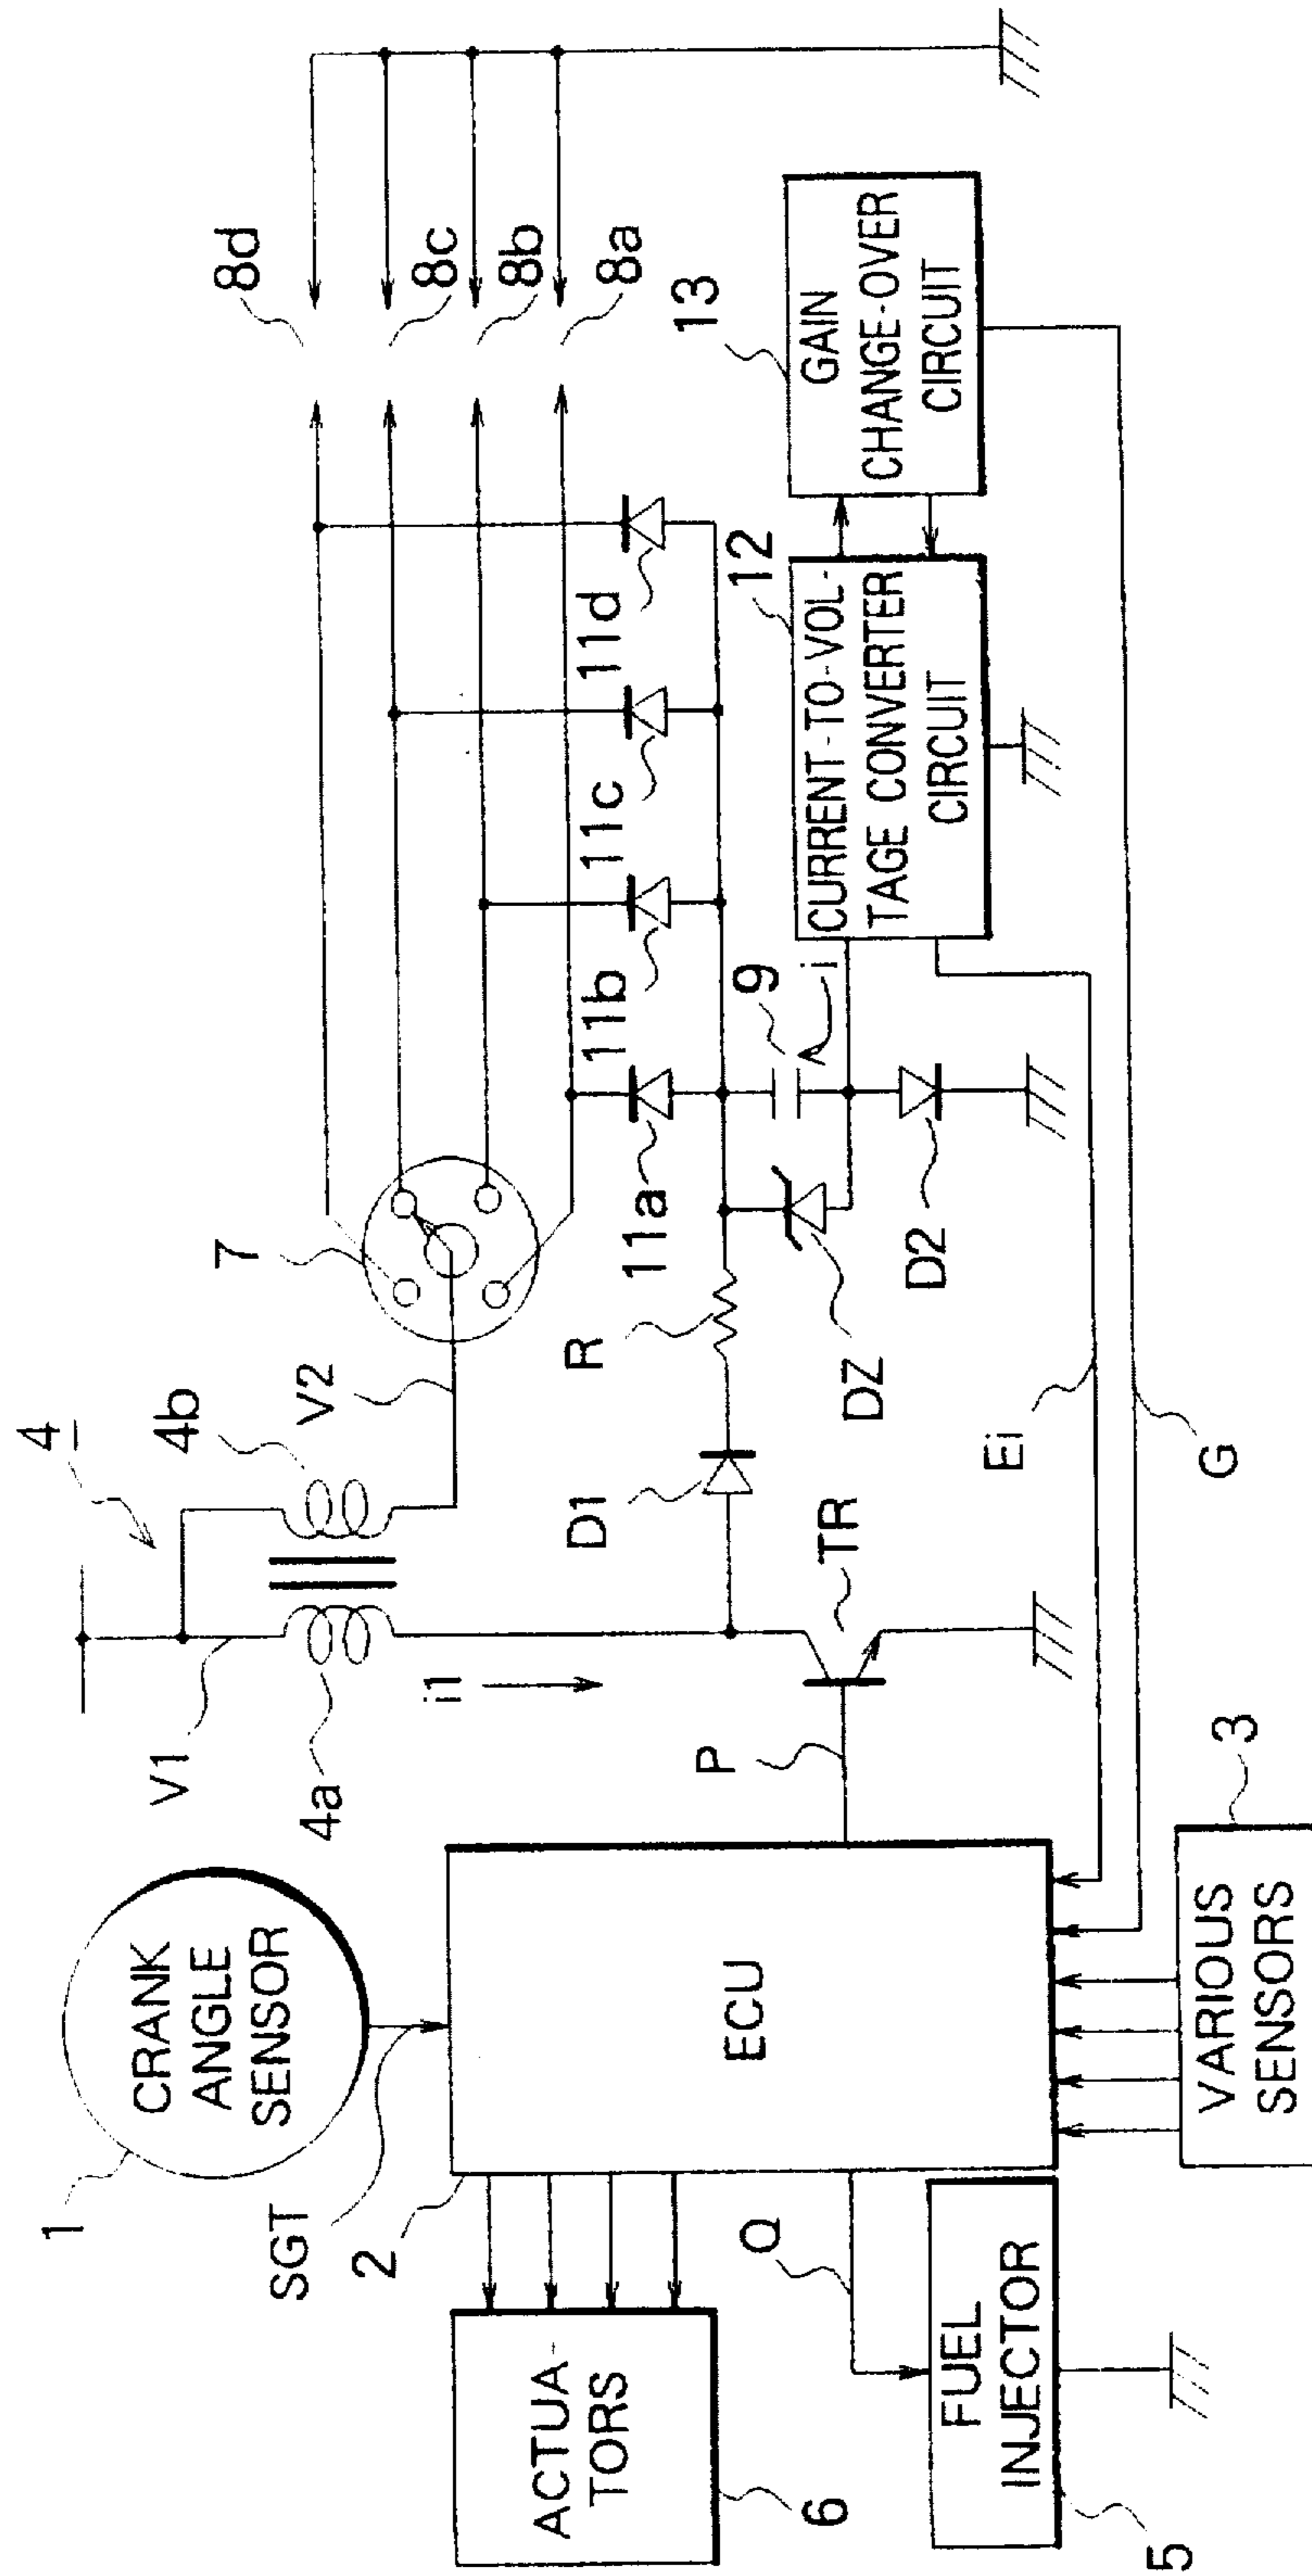 1
CRANK
ANGLE
SENSOR
SGT
2
ECU
ACTUA-
TORS
6
Q
FUEL
INJECTOR
5
VARIOUS
SENSORS
3
V1
4
4a
4b
i1
V2
7
P
TR
D1
R
DZ
D2
9
i
11a
11b
11c
11d
8d
8c
8b
8a
12
CURRENT-TO-VOL-
TAGE CONVERTER
CIRCUIT
13
GAIN
CHANGE-OVER
CIRCUIT
Ei
G